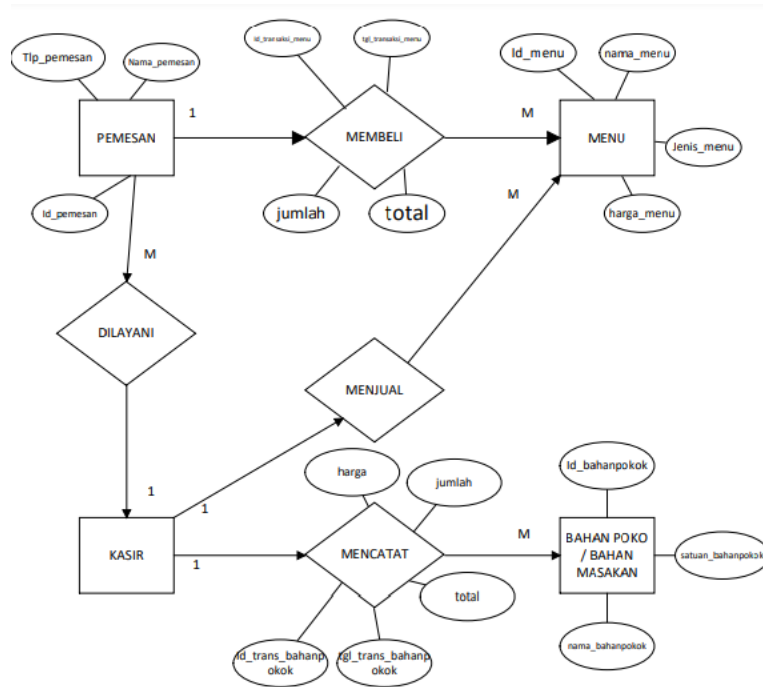 Id_transaksi_menu
tgl_transaksi_menu
Tlp_pemesan
Nama_pemesan
Id_menu
nama_menu
1
M
PEMESAN
MEMBELI
MENU
Jenis_menu
M
Id_pemesan
jumlah
total
harga_menu
M
DILAYANI
MENJUAL
harga
jumlah
Id_bahanpokok
1
1
KASIR
1
MENCATAT
M
BAHAN POKO
/ BAHAN
MASAKAN
satuan_bahanpokok
total
Id_trans_bahanp
okok
tgl_trans_bahanp
okok
nama_bahanpokok